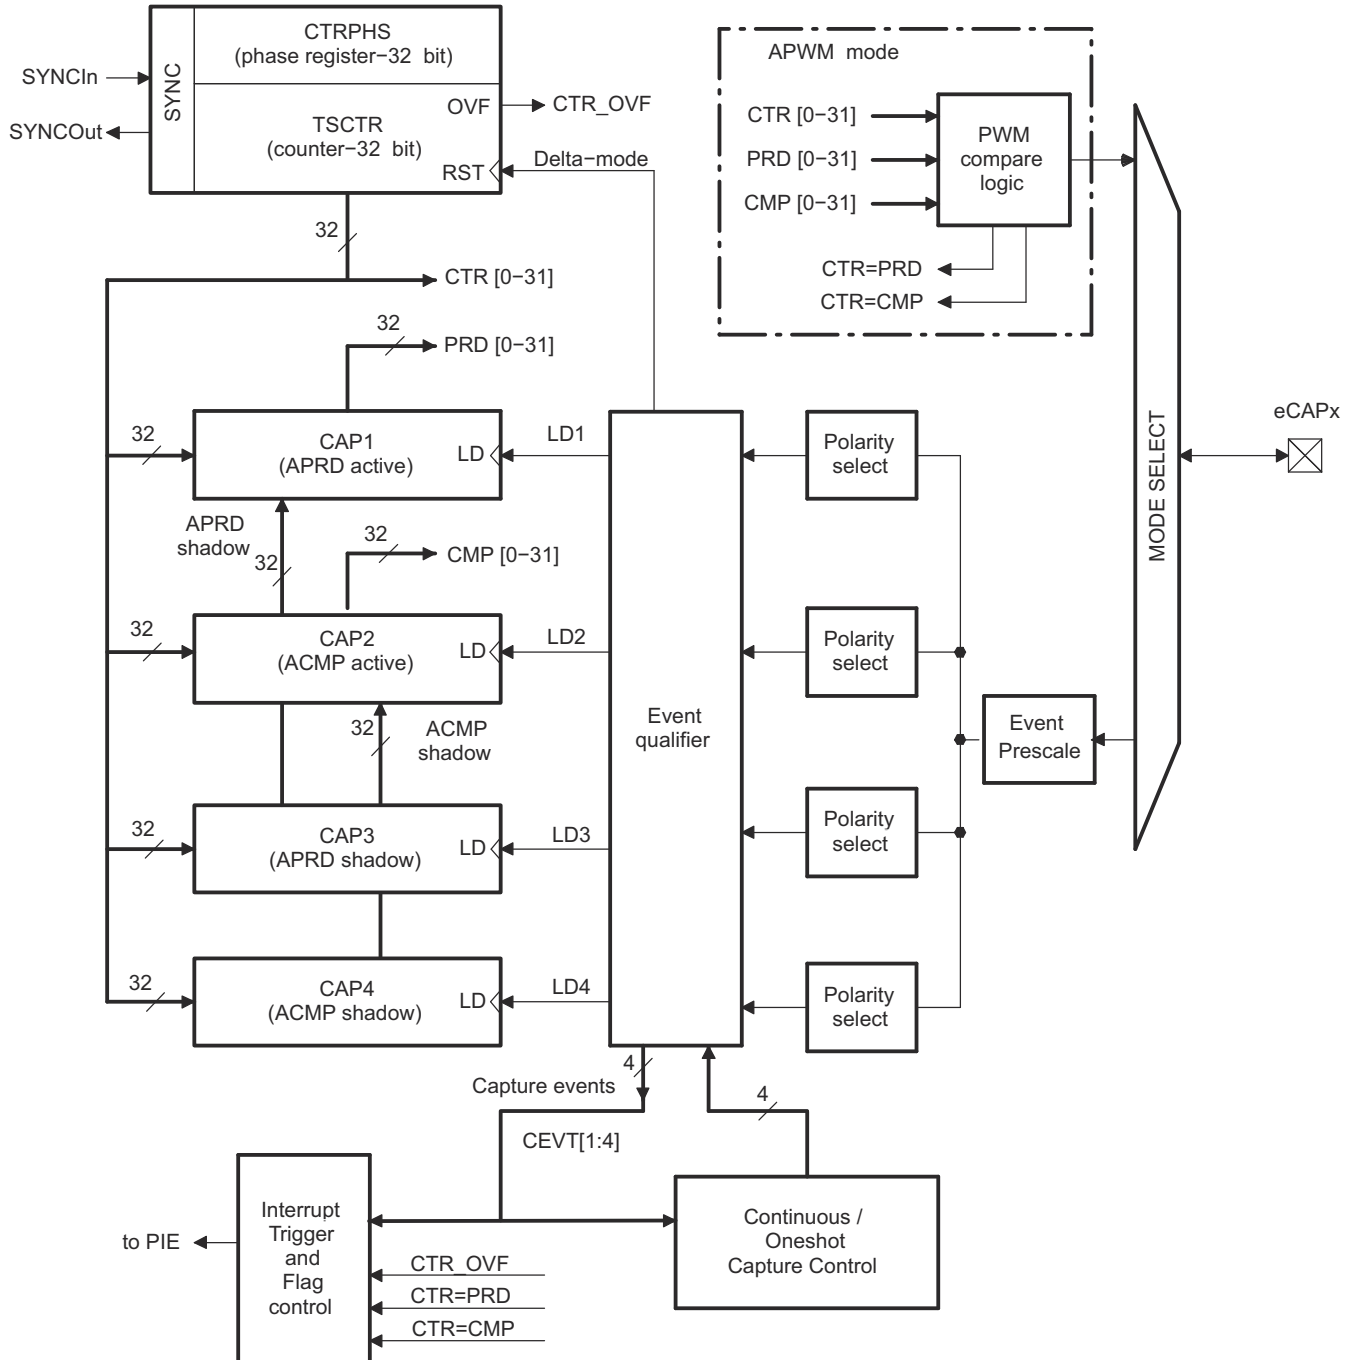 CTRPHS
(phase register−32 bit)
APWM mode
SYNCIn
SYNC
OVF
CTR_OVF
SYNCOut
TSCTR
(counter−32 bit)
RST
Delta−mode
CTR [0−31]
PRD [0−31]
CMP [0−31]
PWM
compare
logic
CTR=PRD
CTR=CMP
32
CTR [0−31]
32
PRD [0−31]
32
CAP1
(APRD active)
LD
LD1
Polarity
select
MODE SELECT
eCAPx
APRD
shadow
32
32
CMP [0−31]
32
CAP2
(ACMP active)
LD
LD2
Polarity
select
32
ACMP
shadow
Event
qualifier
Event
Prescale
32
CAP3
(APRD shadow)
LD
LD3
Polarity
select
32
CAP4
(ACMP shadow)
LD
LD4
Polarity
select
4
Capture events
4
CEVT[1:4]
to PIE
Interrupt
Trigger
and
Flag
control
CTR_OVF
CTR=PRD
CTR=CMP
Continuous /
Oneshot
Capture Control